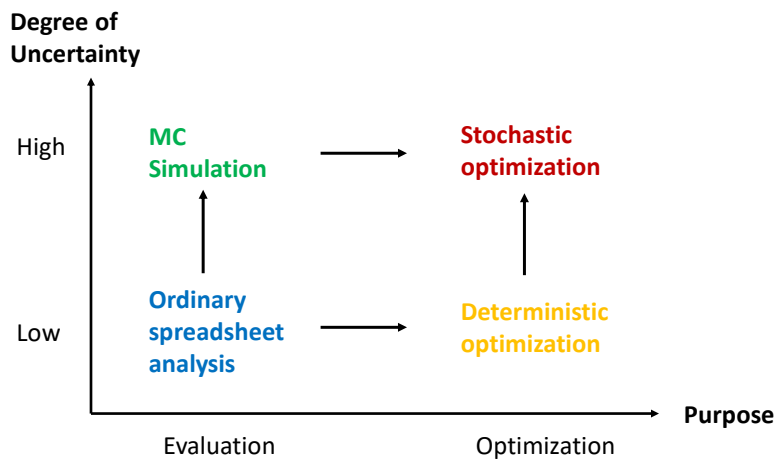 Degree of
Uncertainty
High
MC
Simulation
Stochastic
optimization
Low
Ordinary
spreadsheet
analysis
Deterministic
optimization
Purpose
Evaluation
Optimization